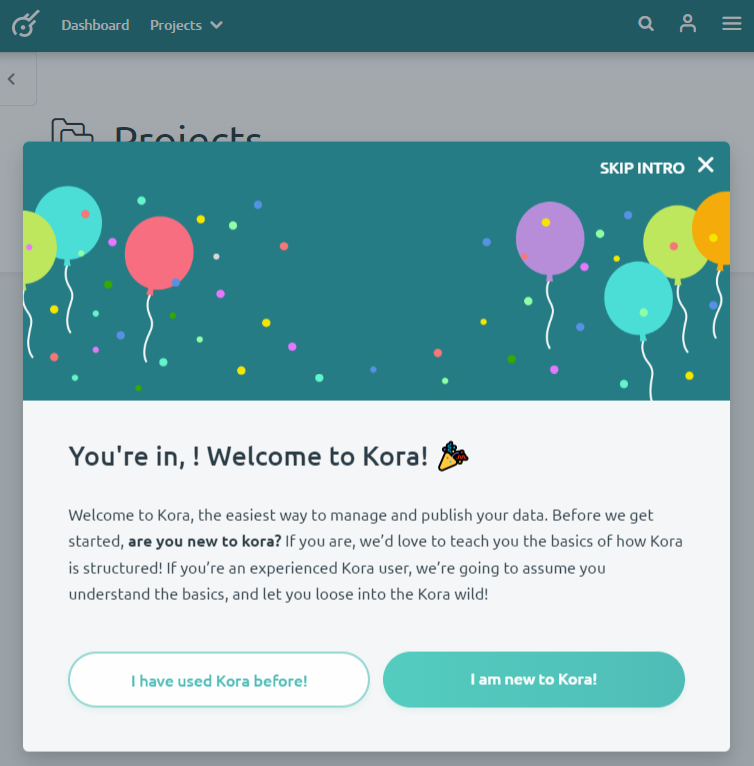 Dashboard Projects
Projects
SKIP INTRO
You're in, ! Welcome to Kora!
Welcome to Kora, the easiest way to manage and publish your data. Before we get
started, are you new to kora? If you are, we’d love to teach you the basics of how Kora
is structured! If you’re an experienced Kora user, we’re going to assume you
understand the basics, and let you loose into the Kora wild!
I have used Kora before! I am new to Kora!